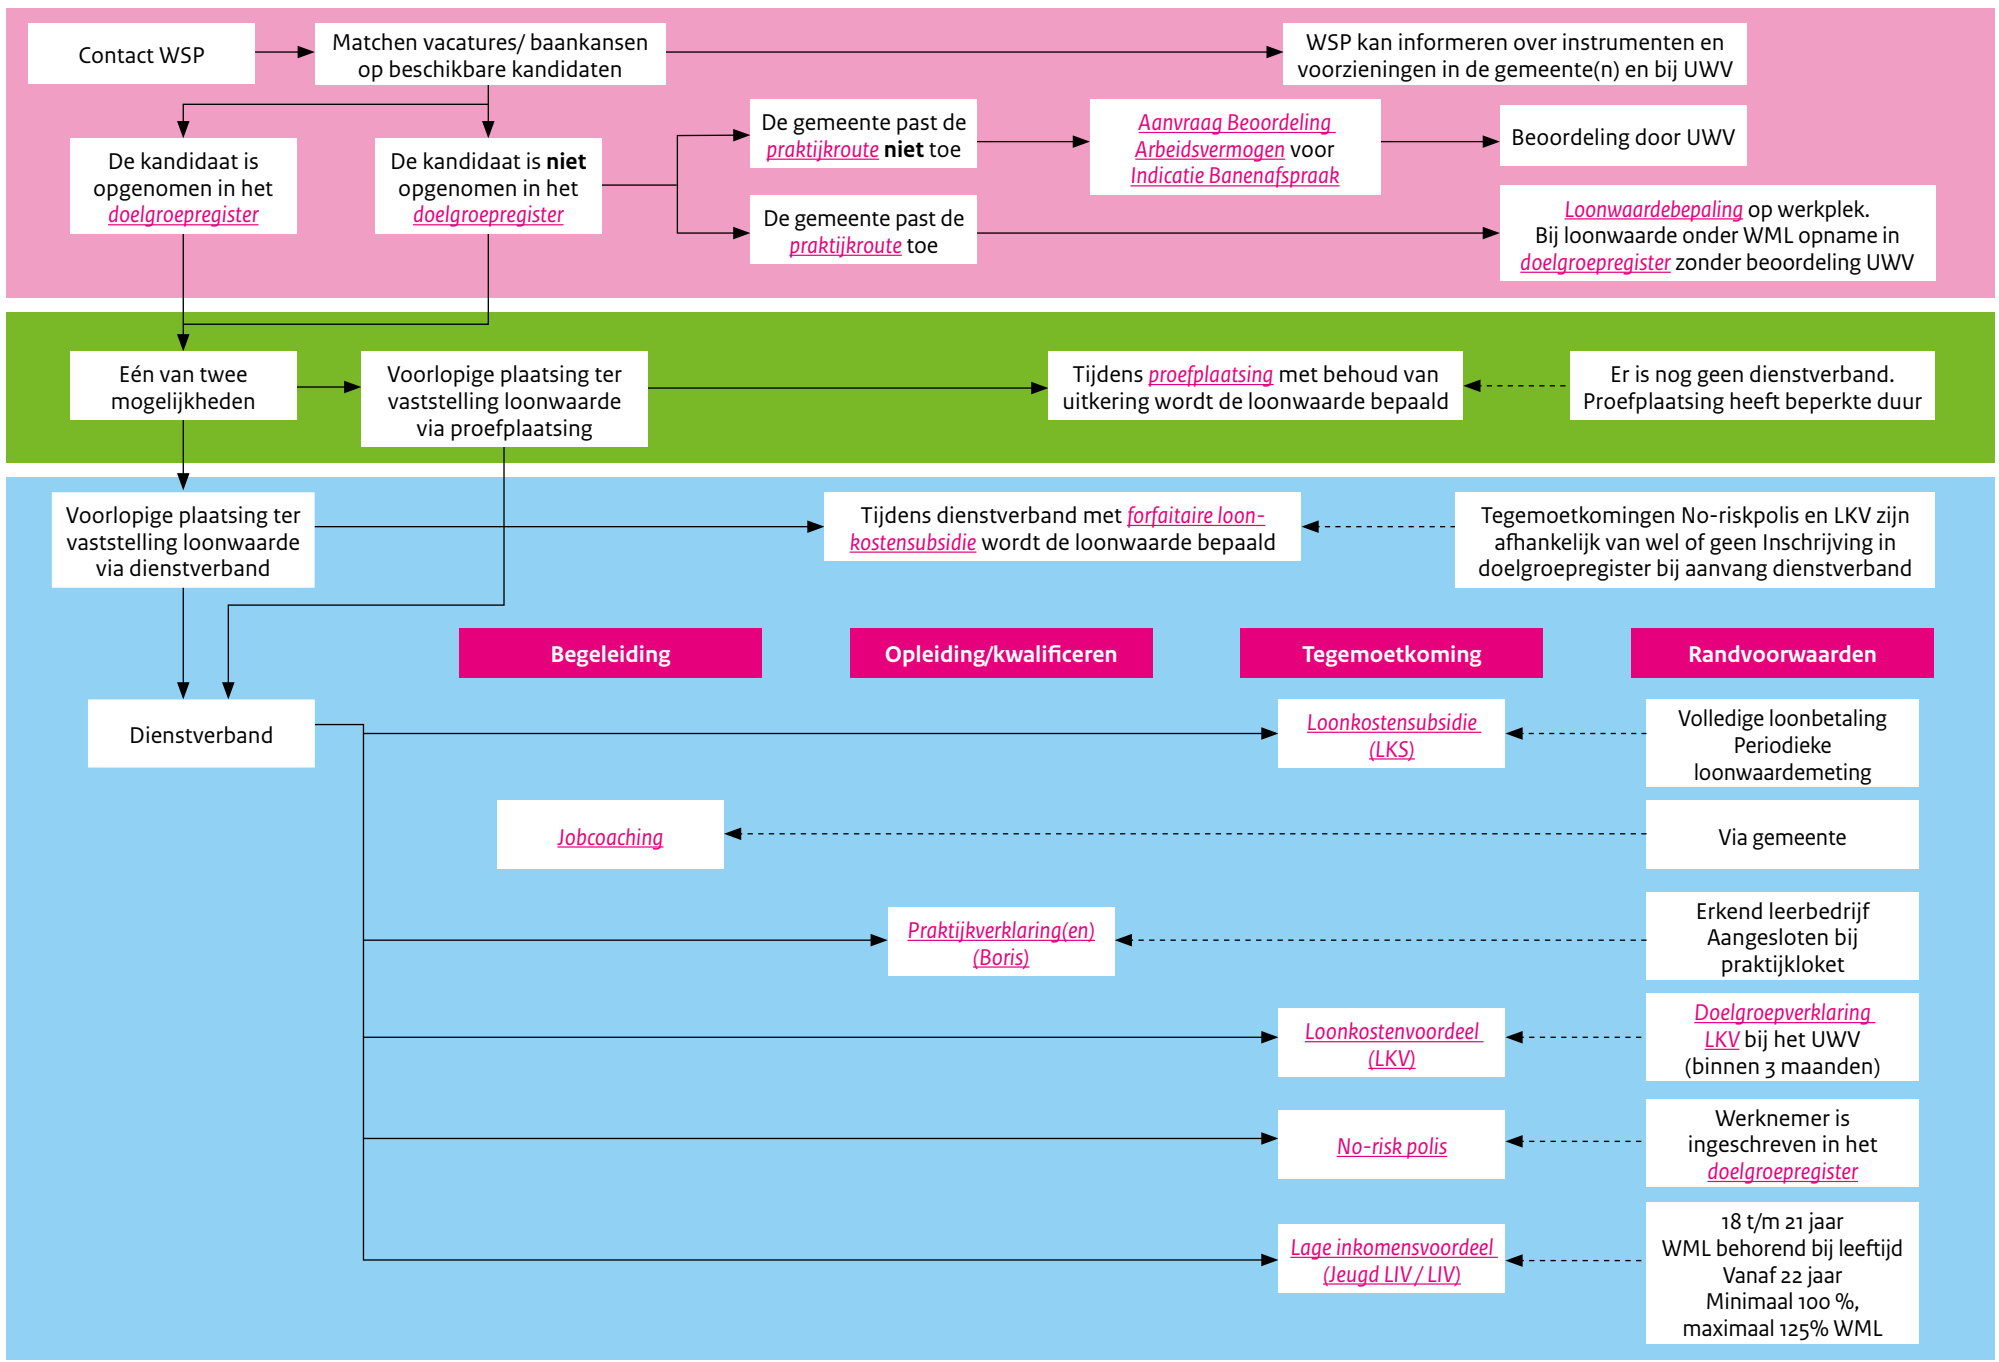 Contact WSP
Matchen vacatures/ baankansen
op beschikbare kandidaten
WSP kan informeren over instrumenten en
voorzieningen in de gemeente(n) en bij UWV
De kandidaat is
opgenomen in het
doelgroepregister
De kandidaat is niet
opgenomen in het
doelgroepregister
De gemeente past de
praktijkroute niet toe
Aanvraag Beoordeling
Arbeidsvermogen voor
Indicatie Banenafspraak
Beoordeling door UWV
De gemeente past de
praktijkroute toe
Loonwaardebepaling op werkplek.
Bij loonwaarde onder WML opname in
doelgroepregister zonder beoordeling UWV
Eén van twee
mogelijkheden
Voorlopige plaatsing ter
vaststelling loonwaarde
via proefplaatsing
Tijdens proefplaatsing met behoud van
uitkering wordt de loonwaarde bepaald
Er is nog geen dienstverband.
Proefplaatsing heeft beperkte duur
Voorlopige plaatsing ter
vaststelling loonwaarde
via dienstverband
Tijdens dienstverband met forfaitaire loon-
kostensubsidie wordt de loonwaarde bepaald
Tegemoetkomingen No-riskpolis en LKV zijn
afhankelijk van wel of geen Inschrijving in
doelgroepregister bij aanvang dienstverband
Begeleiding
Opleiding/kwalificeren
Tegemoetkoming
Randvoorwaarden
Dienstverband
Loonkostensubsidie
(LKS)
Volledige loonbetaling
Periodieke
loonwaardemeting
Jobcoaching
Via gemeente
Praktijkverklaring(en)
(Boris)
Erkend leerbedrijf
Aangesloten bij
praktijkloket
Loonkostenvoordeel
(LKV)
Doelgroepverklaring
LKV bij het UWV
(binnen 3 maanden)
No-risk polis
Werknemer is
ingeschreven in het
doelgroepregister
Lage inkomensvoordeel
(Jeugd LIV / LIV)
18 t/m 21 jaar
WML behorend bij leeftijd
Vanaf 22 jaar
Minimaal 100 %,
maximaal 125% WML